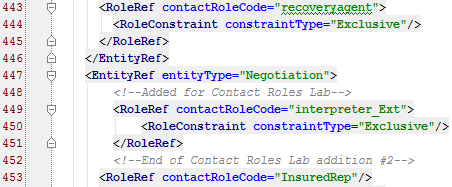 443 <RoleRef contactRoleCode="recoveryagent">
444 <RoleConstraint constraintType="Exclusive"/>
445 </RoleRef>
446 </EntityRef>
447 <EntityRef entityType="Negotiation">
448 <!--Added for Contact Roles Lab-->
449 <RoleRef contactRoleCode="interpreter_Ext">
450 <RoleConstraint constraintType="Exclusive"/>
451 </RoleRef>
452 <!--End of Contact Roles Lab addition #2-->
453 <RoleRef contactRoleCode="InsuredRep"/>